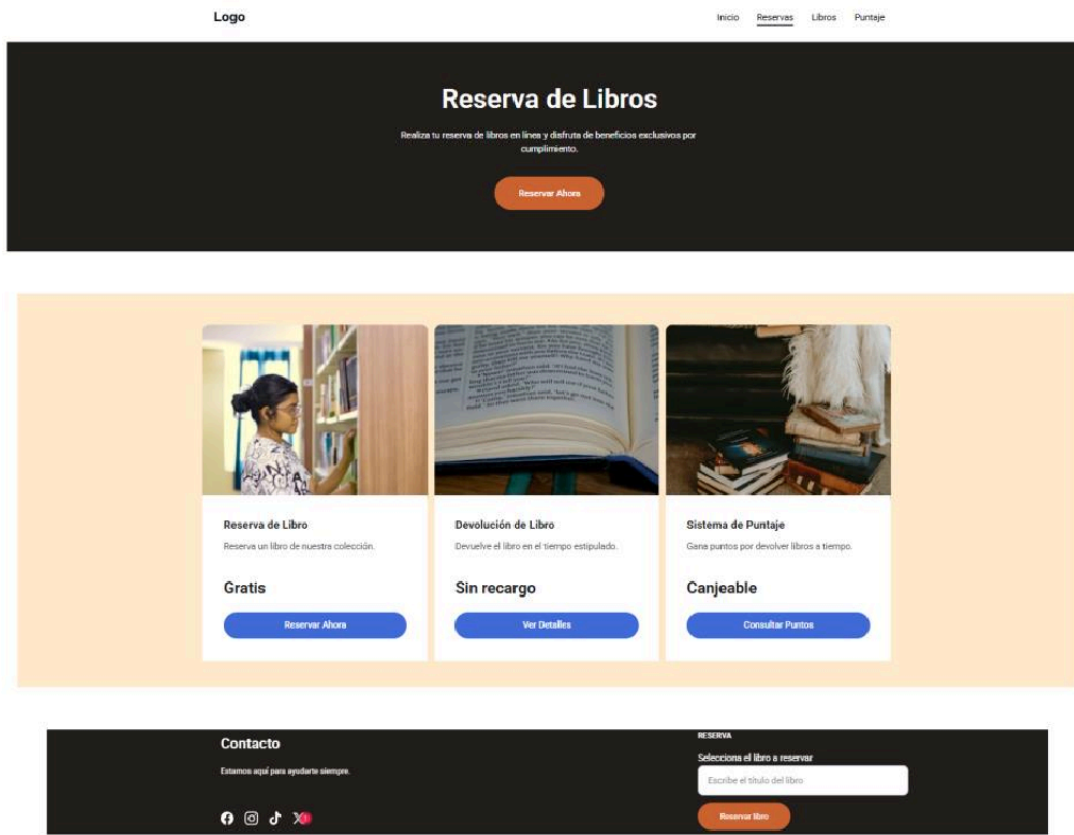 Logo
Inicio Reservas Libros Puntaje
Reserva de Libros
Realiza tu reserva de libros en línea y disfruta de beneficios exclusivos por
cumplimiento.
Reservar Ahora
Reserva de Libro
Reserva un libro de nuestra colección.
Gratis
Reservar Ahora
Devolución de Libro
Devuelve el libro en el tiempo estipulado.
Sin recargo
Ver Detalles
Sistema de Puntaje
Gana puntos por devolver libros a tiempo.
Canjeable
Consultar Puntos
Contacto
Estamos aquí para ayudarte siempre.
RESERVA
Selecciona el libro a reservar
Escribe el título del libro
Reservar libro